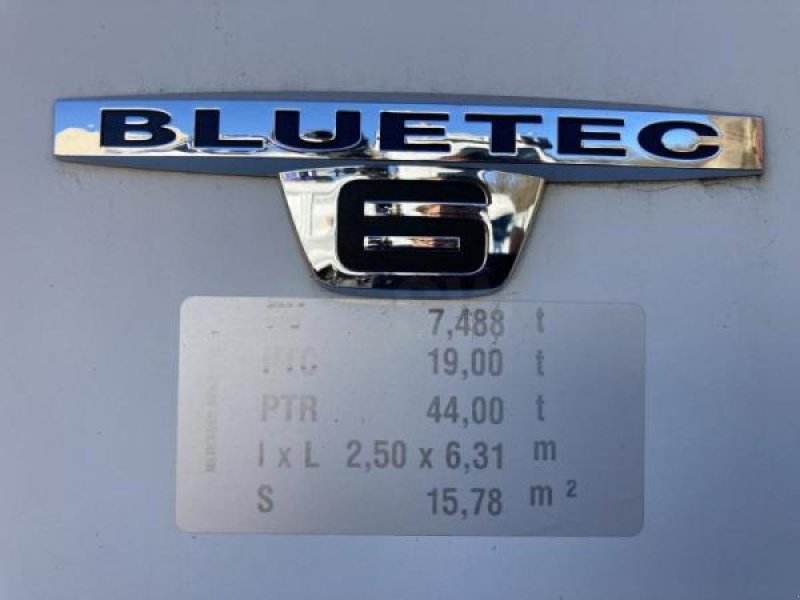 BLUETEC
6
7,488 t
PTC 19,00 t
PTR 44,00 t
l x L 2,50 x 6,31 m
S 15,78 m²